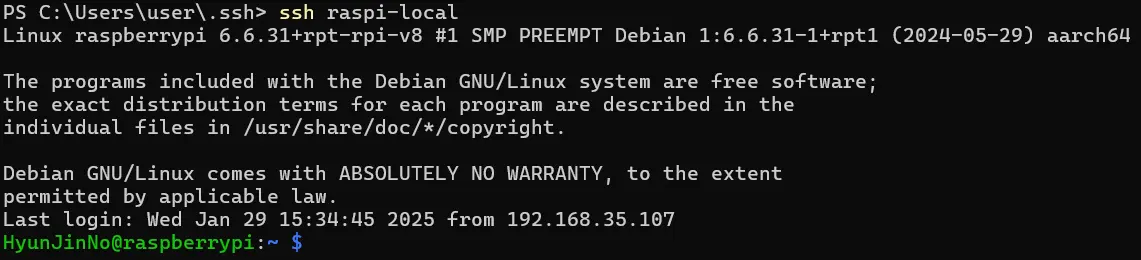 PS C:\Users\user\.ssh> ssh raspi-local
Linux raspberrypi 6.6.31+rpt-rpi-v8 #1 SMP PREEMPT Debian 1:6.6.31-1+rpt1 (2024-05-29) aarch64
The programs included with the Debian GNU/Linux system are free software;
the exact distribution terms for each program are described in the
individual files in /usr/share/doc/*/copyright.
Debian GNU/Linux comes with ABSOLUTELY NO WARRANTY, to the extent
permitted by applicable law.
Last login: Wed Jan 29 15:34:45 2025 from 192.168.35.107
HyunJinNo@raspberrypi:~ $